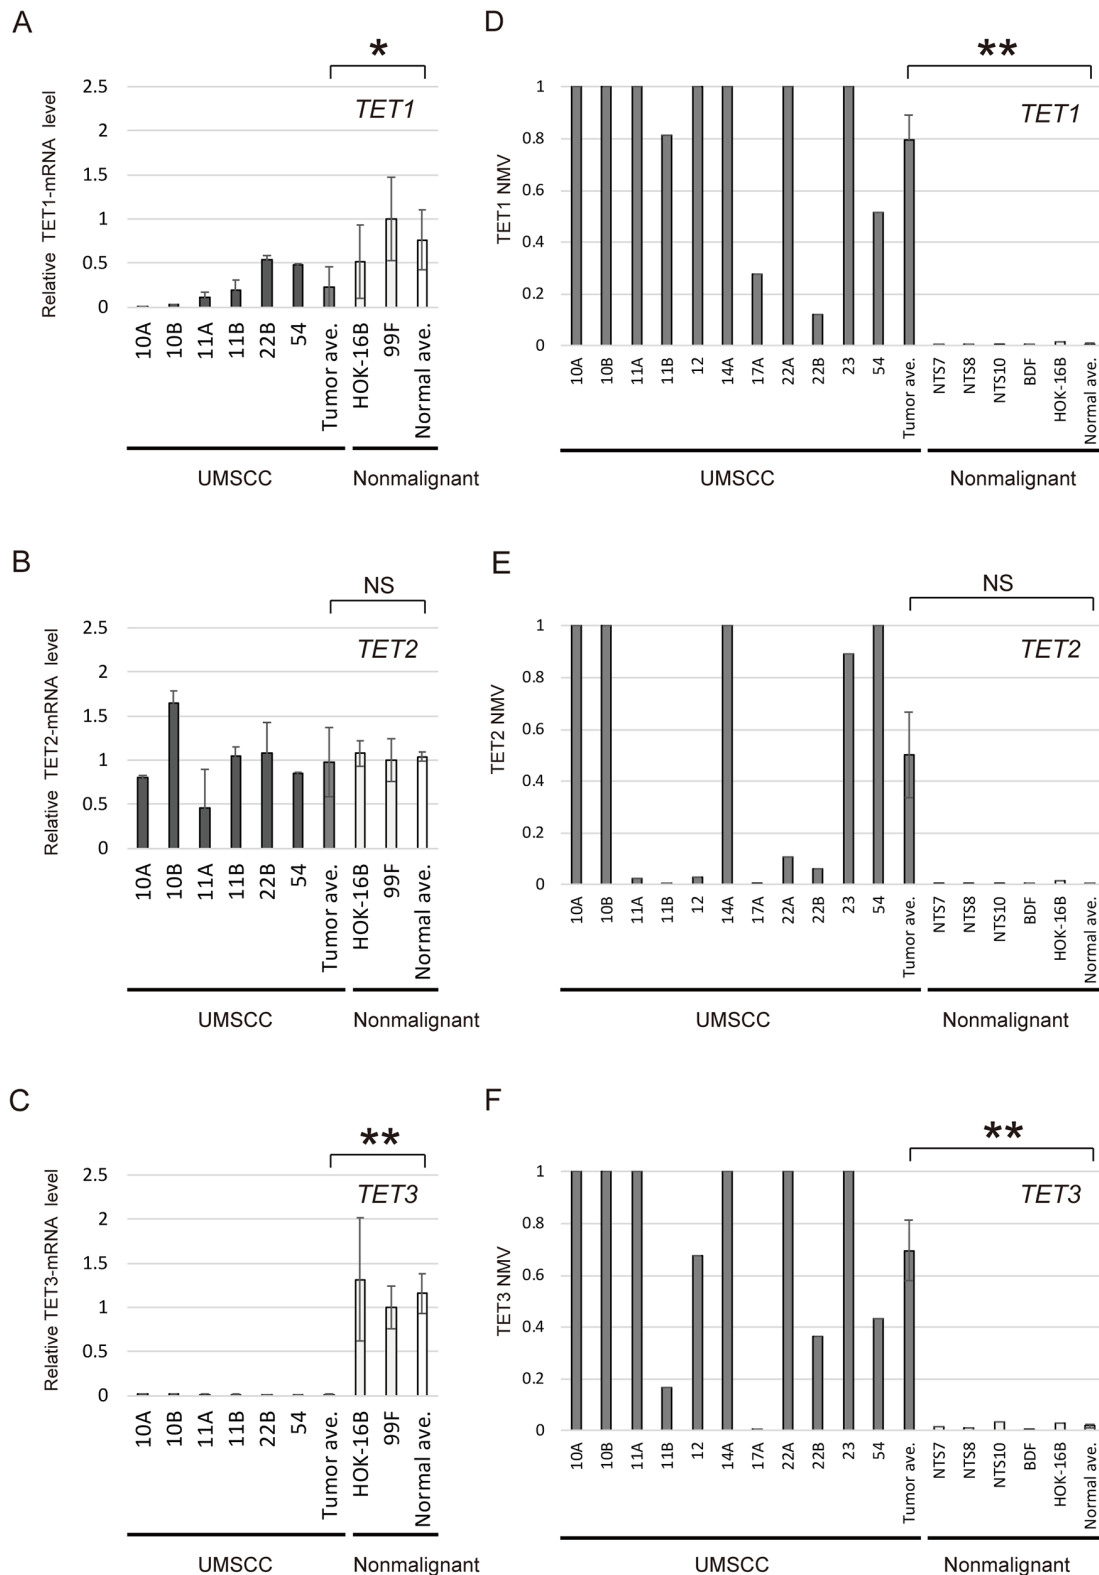 A
*
TET1
Relative TET1-mRNA level
2.5
2
1.5
1
0.5
0
10A
10B
11A
11B
22B
54
Tumor ave.
HOK-16B
99F
Normal ave.
UMSCC
Nonmalignant
D
**
TET1
TET1 NMV
1
0.8
0.6
0.4
0.2
0
10A
10B
11A
11B
12
14A
17A
22A
22B
23
54
Tumor ave.
NTS7
NTS8
NTS10
BDF
HOK-16B
Normal ave.
UMSCC
Nonmalignant
B
NS
TET2
Relative TET2-mRNA level
2.5
2
1.5
1
0.5
0
10A
10B
11A
11B
22B
54
Tumor ave.
HOK-16B
99F
Normal ave.
UMSCC
Nonmalignant
E
NS
TET2
TET2 NMV
1
0.8
0.6
0.4
0.2
0
10A
10B
11A
11B
12
14A
17A
22A
22B
23
54
Tumor ave.
NTS7
NTS8
NTS10
BDF
HOK-16B
Normal ave.
UMSCC
Nonmalignant
C
**
TET3
Relative TET3-mRNA level
2.5
2
1.5
1
0.5
0
10A
10B
11A
11B
22B
54
Tumor ave.
HOK-16B
99F
Normal ave.
UMSCC
Nonmalignant
F
**
TET3
TET3 NMV
1
0.8
0.6
0.4
0.2
0
10A
10B
11A
11B
12
14A
17A
22A
22B
23
54
Tumor ave.
NTS7
NTS8
NTS10
BDF
HOK-16B
Normal ave.
UMSCC
Nonmalignant